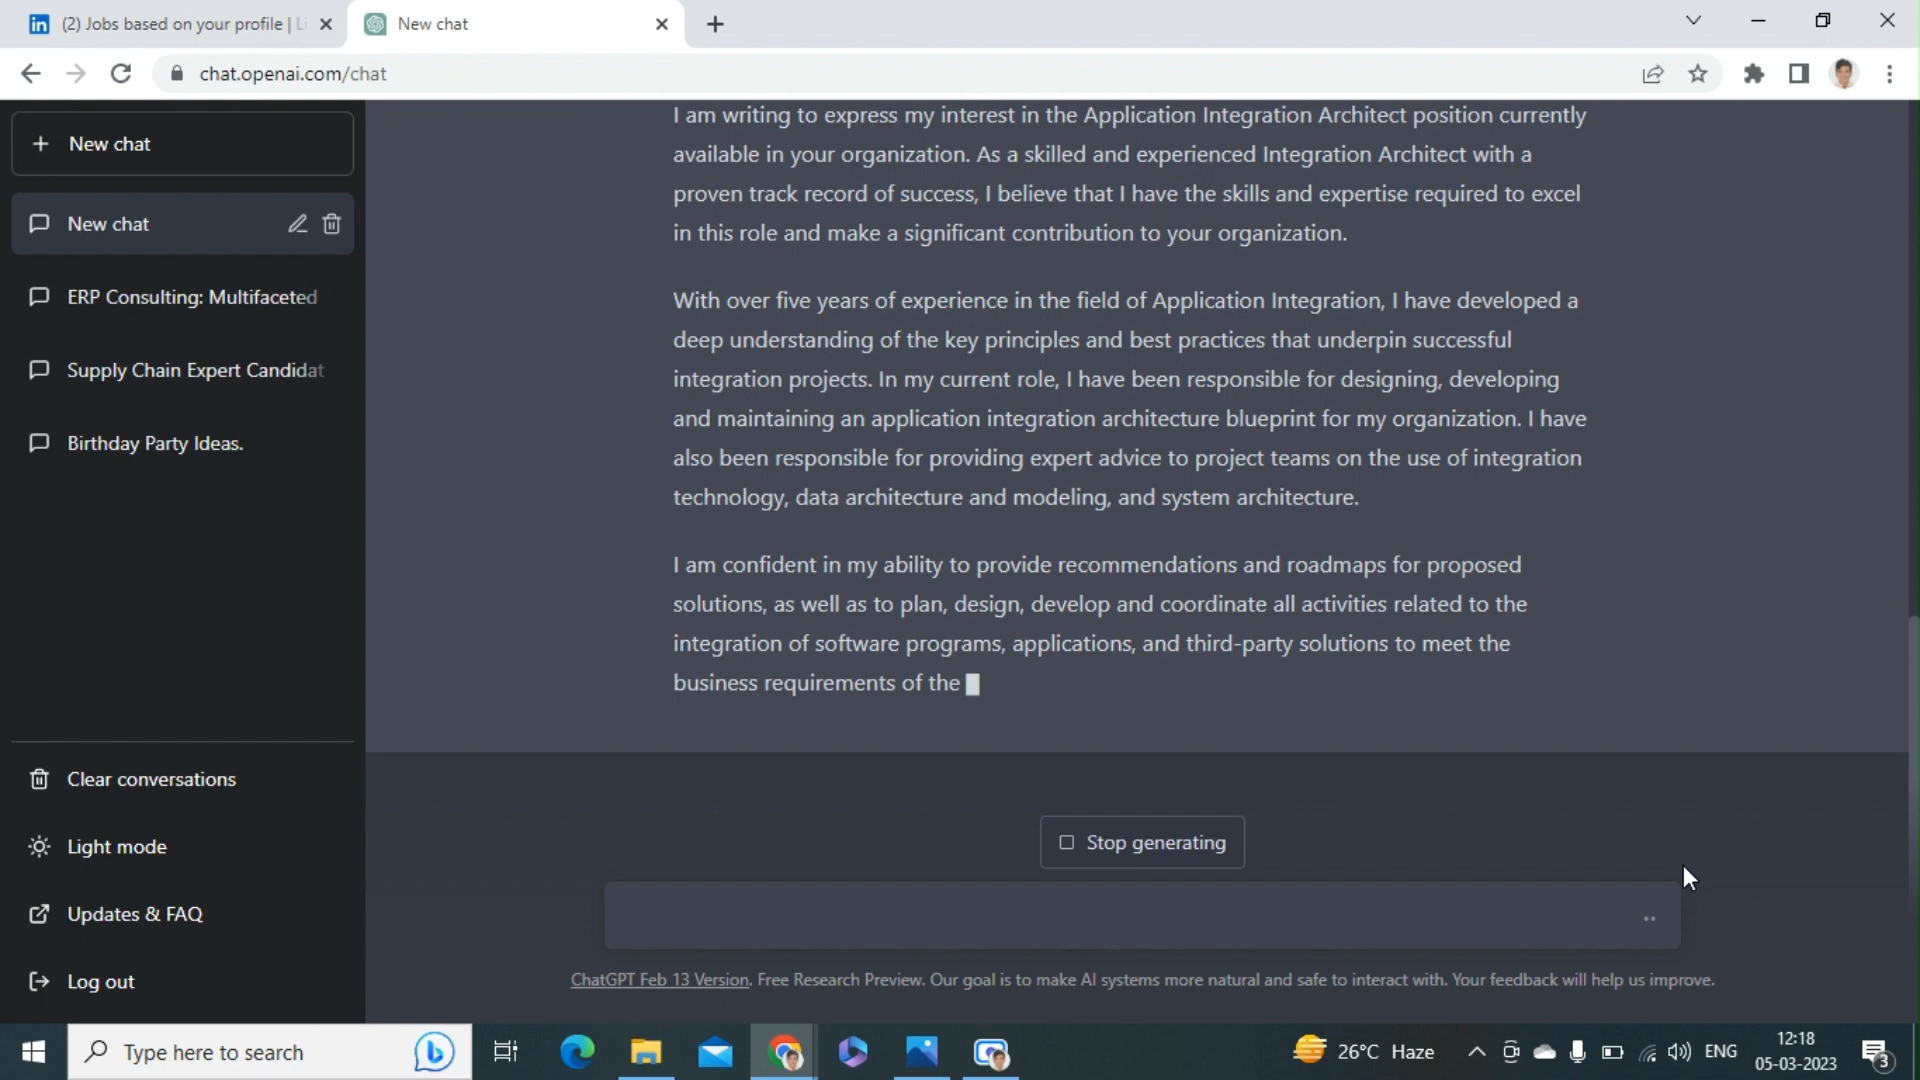 (2) Jobs based on your profile | Li
New chat
chat.openai.com/chat
New chat
New chat
ERP Consulting: Multifaceted
Supply Chain Expert Candidat
Birthday Party Ideas.
Clear conversations
Light mode
Updates & FAQ
Log out
I am writing to express my interest in the Application Integration Architect position currently
available in your organization. As a skilled and experienced Integration Architect with a
proven track record of success, I believe that I have the skills and expertise required to excel
in this role and make a significant contribution to your organization.
With over five years of experience in the field of Application Integration, I have developed a
deep understanding of the key principles and best practices that underpin successful
integration projects. In my current role, I have been responsible for designing, developing
and maintaining an application integration architecture blueprint for my organization. I have
also been responsible for providing expert advice to project teams on the use of integration
technology, data architecture and modeling, and system architecture.
I am confident in my ability to provide recommendations and roadmaps for proposed
solutions, as well as to plan, design, develop and coordinate all activities related to the
integration of software programs, applications, and third-party solutions to meet the
business requirements of the
Stop generating
ChatGPT Feb 13 Version. Free Research Preview. Our goal is to make AI systems more natural and safe to interact with. Your feedback will help us improve.
Type here to search
26°C Haze
ENG
12:18
05-03-2023
3